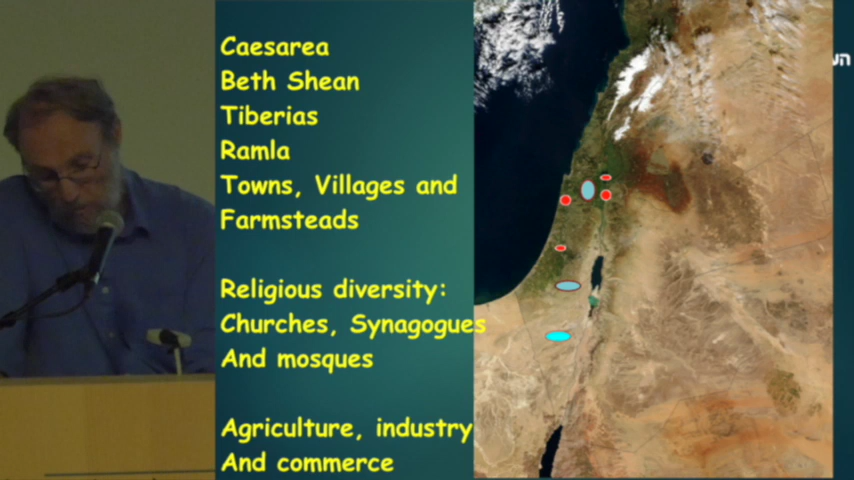 Caesarea
Beth Shean
Tiberias
Ramla
Towns, Villages and
Farmsteads
Religious diversity:
Churches, Synagogues
And mosques
Agriculture, industry
And commerce